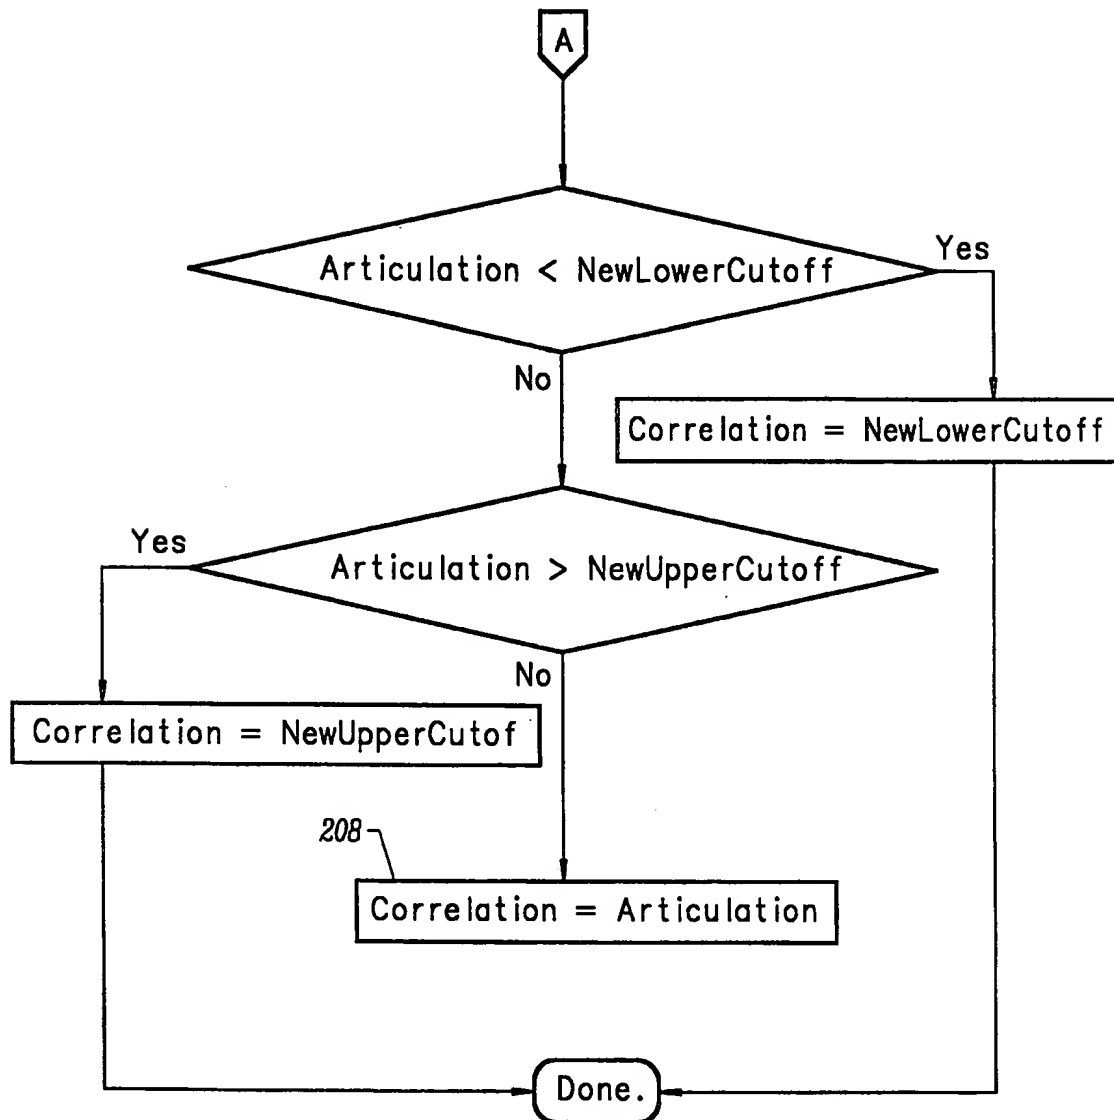 A
Articulation < NewLowerCutoff
Yes
No
Correlation = NewLowerCutoff
Articulation > NewUpperCutoff
Yes
No
Correlation = NewUpperCutof
208
Correlation = Articulation
Done.